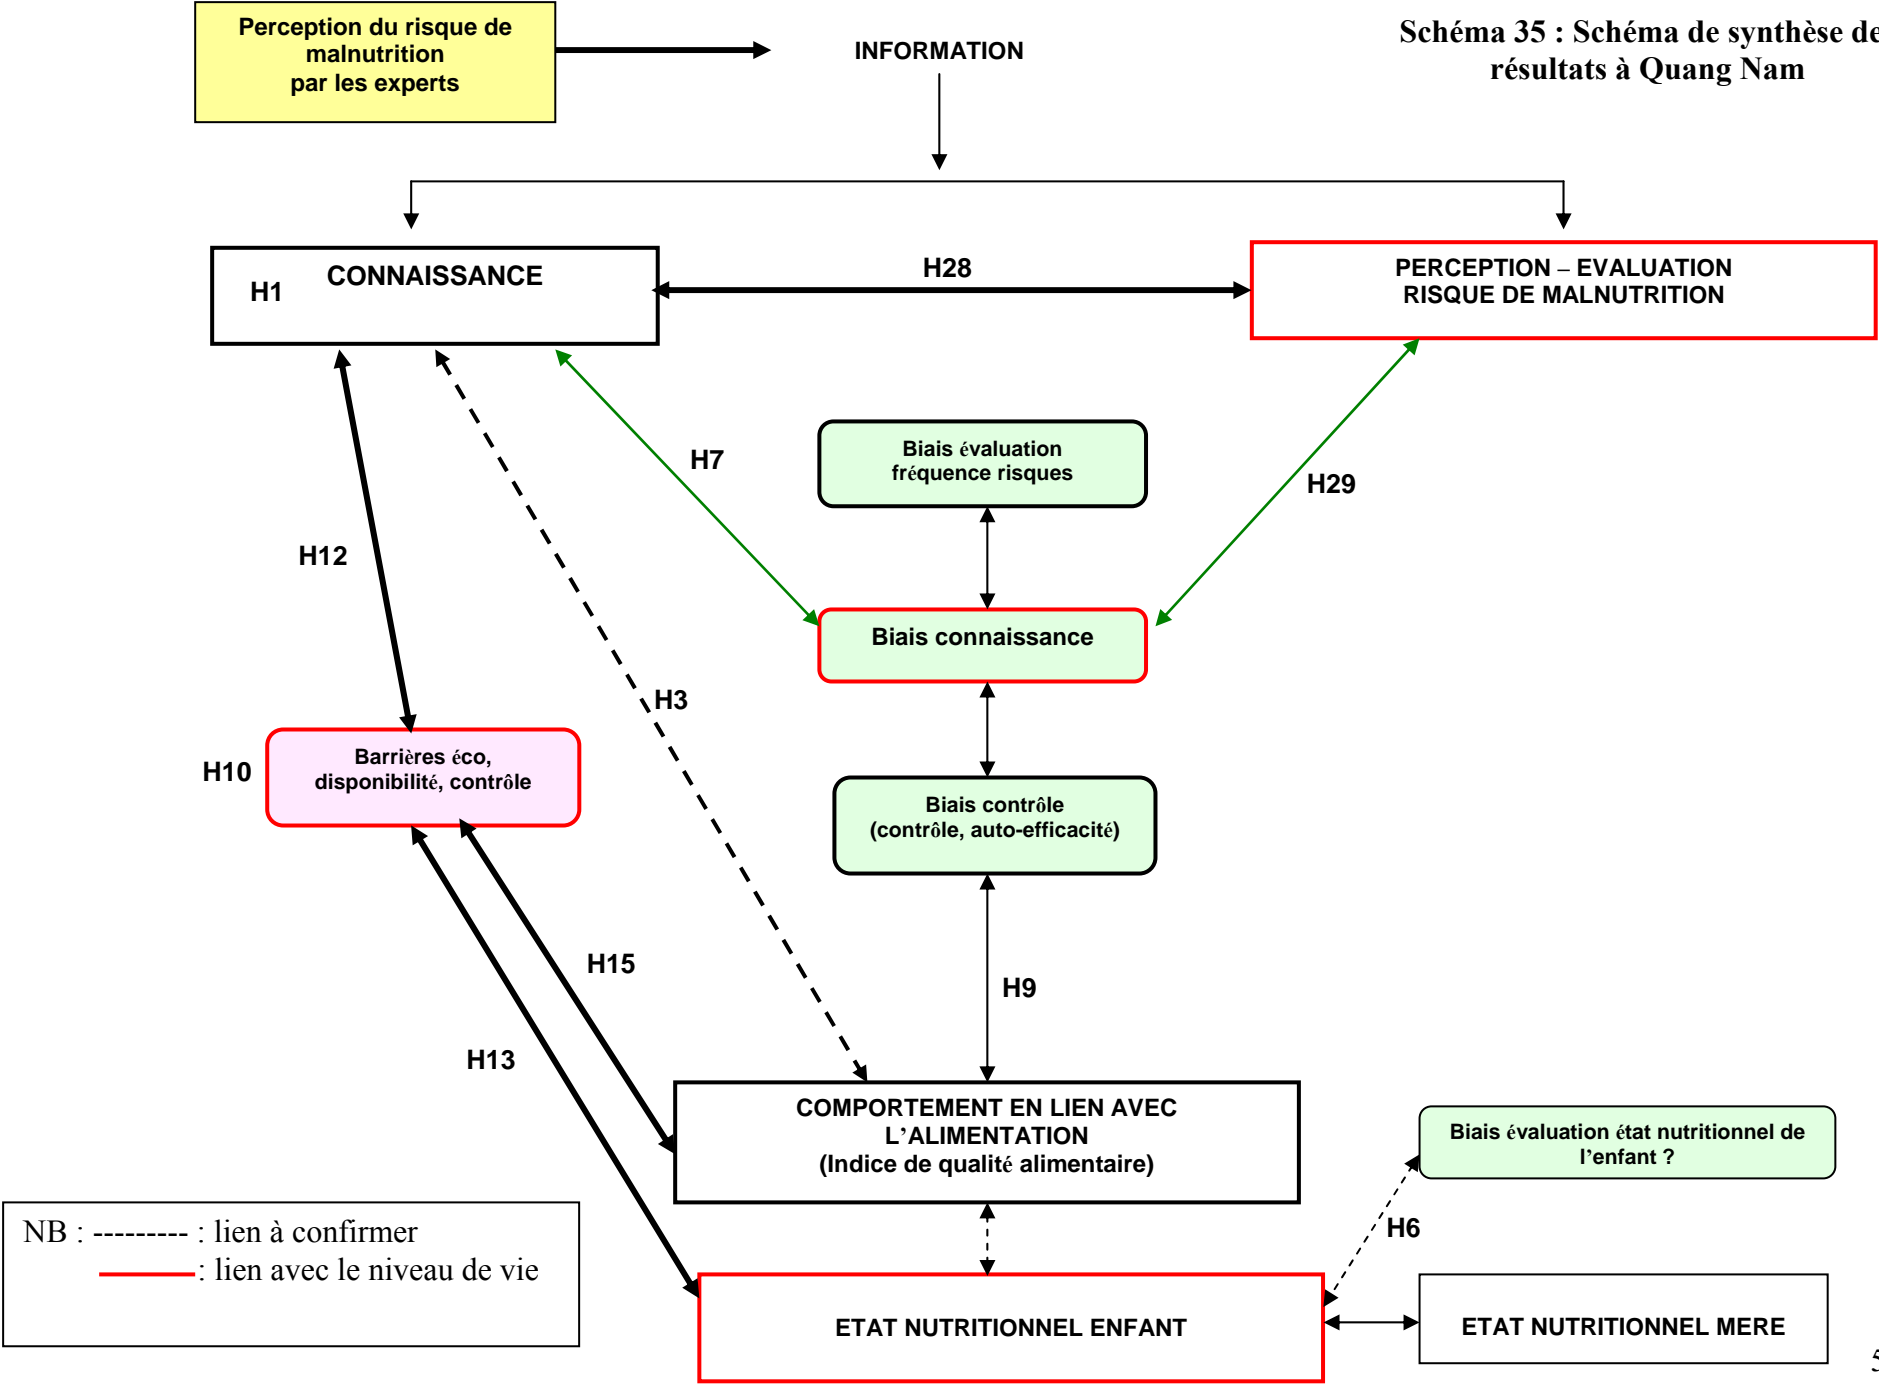 Perception du risque de
malnutrition
par les experts
INFORMATION
Schéma 35 : Schéma de synthèse de
résultats à Quang Nam
H1
CONNAISSANCE
H28
PERCEPTION – EVALUATION
RISQUE DE MALNUTRITION
Biais évaluation
fréquence risques
H7
H29
H12
Biais connaissance
H3
H10
Barrières éco,
disponibilité, contrôle
Biais contrôle
(contrôle, auto-efficacité)
H15
H9
H13
COMPORTEMENT EN LIEN AVEC
L’ALIMENTATION
(Indice de qualité alimentaire)
Biais évaluation état nutritionnel de
l’enfant ?
H6
NB : --------- : lien à confirmer
: lien avec le niveau de vie
ETAT NUTRITIONNEL ENFANT
ETAT NUTRITIONNEL MERE